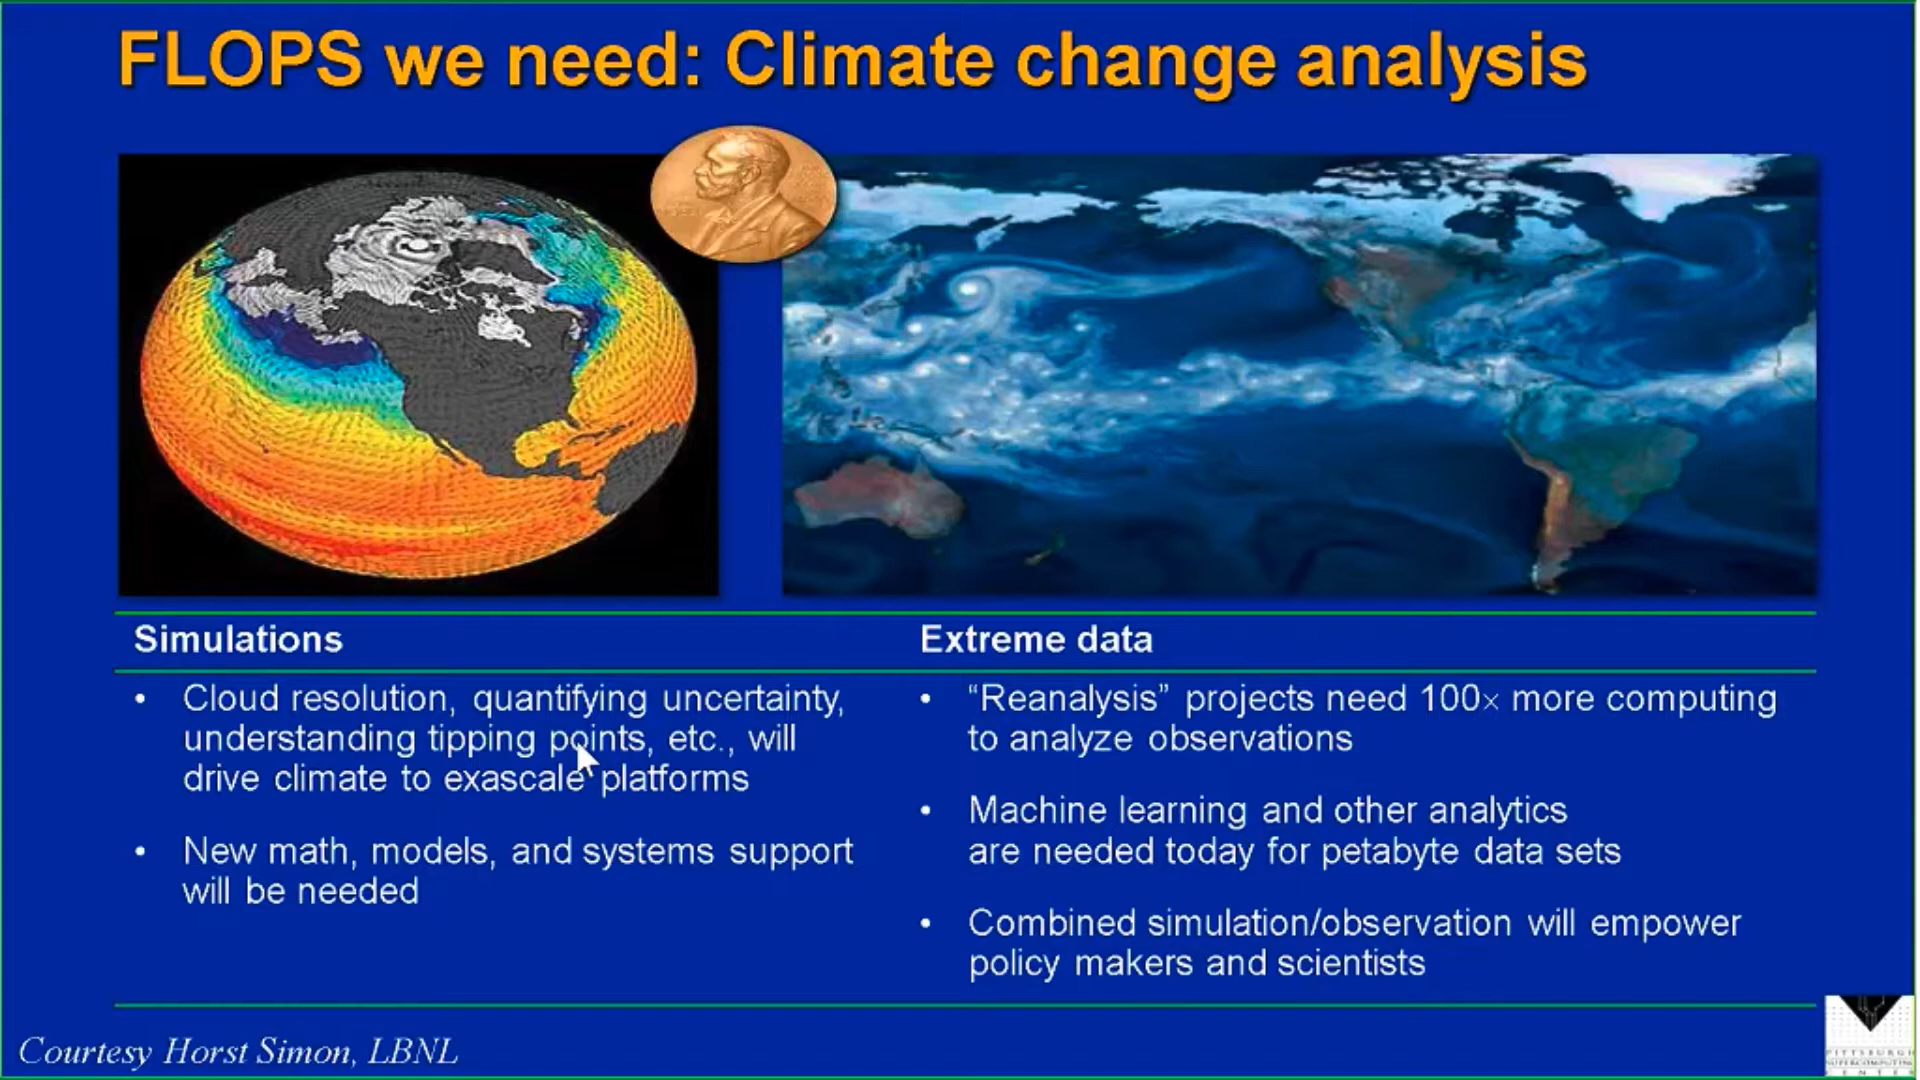 FLOPS we need: Climate change analysis
Simulations
• Cloud resolution, quantifying uncertainty,
understanding tipping points, etc., will
drive climate to exascale platforms
• New math, models, and systems support
will be needed
Extreme data
• “Reanalysis” projects need 100× more computing
to analyze observations
• Machine learning and other analytics
are needed today for petabyte data sets
• Combined simulation/observation will empower
policy makers and scientists
Courtesy Horst Simon, LBNL
PITTSBURGH
SUPERCOMPUTING
CENTER